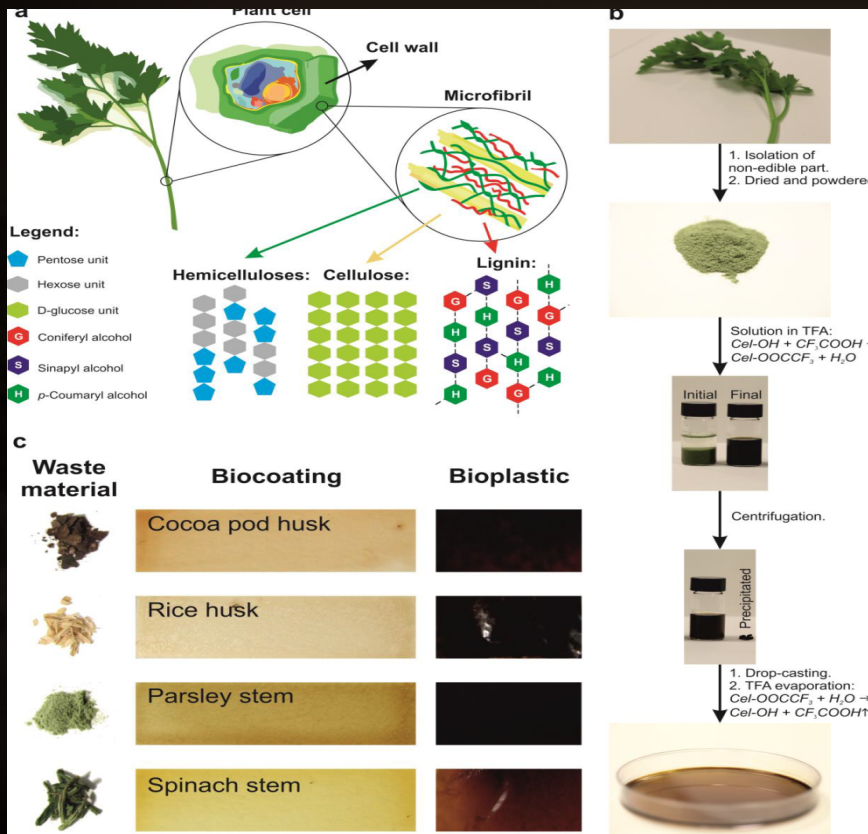 a
Plant cell
Cell wall
Microfibril
Legend:
Pentose unit
Hexose unit
D-glucose unit
G Coniferyl alcohol
S Sinapyl alcohol
H p-Coumaryl alcohol
Hemicelluloses:
Cellulose:
Lignin:
S
G G
H S H
H S
S G S
H
S H
G G
H H
G
b
1. Isolation of
non-edible part.
2. Dried and powdered
Solution in TFA:
Cel-OH + CF₃COOH
Cel-OOCCF₃ + H₂O
Initial Final
Centrifugation.
Precipitated
1. Drop-casting.
2. TFA evaporation:
Cel-OOCCF₃ + H₂O →
Cel-OH + CF₃COOH↑
c
Waste
material
Biocoating
Bioplastic
Cocoa pod husk
Rice husk
Parsley stem
Spinach stem